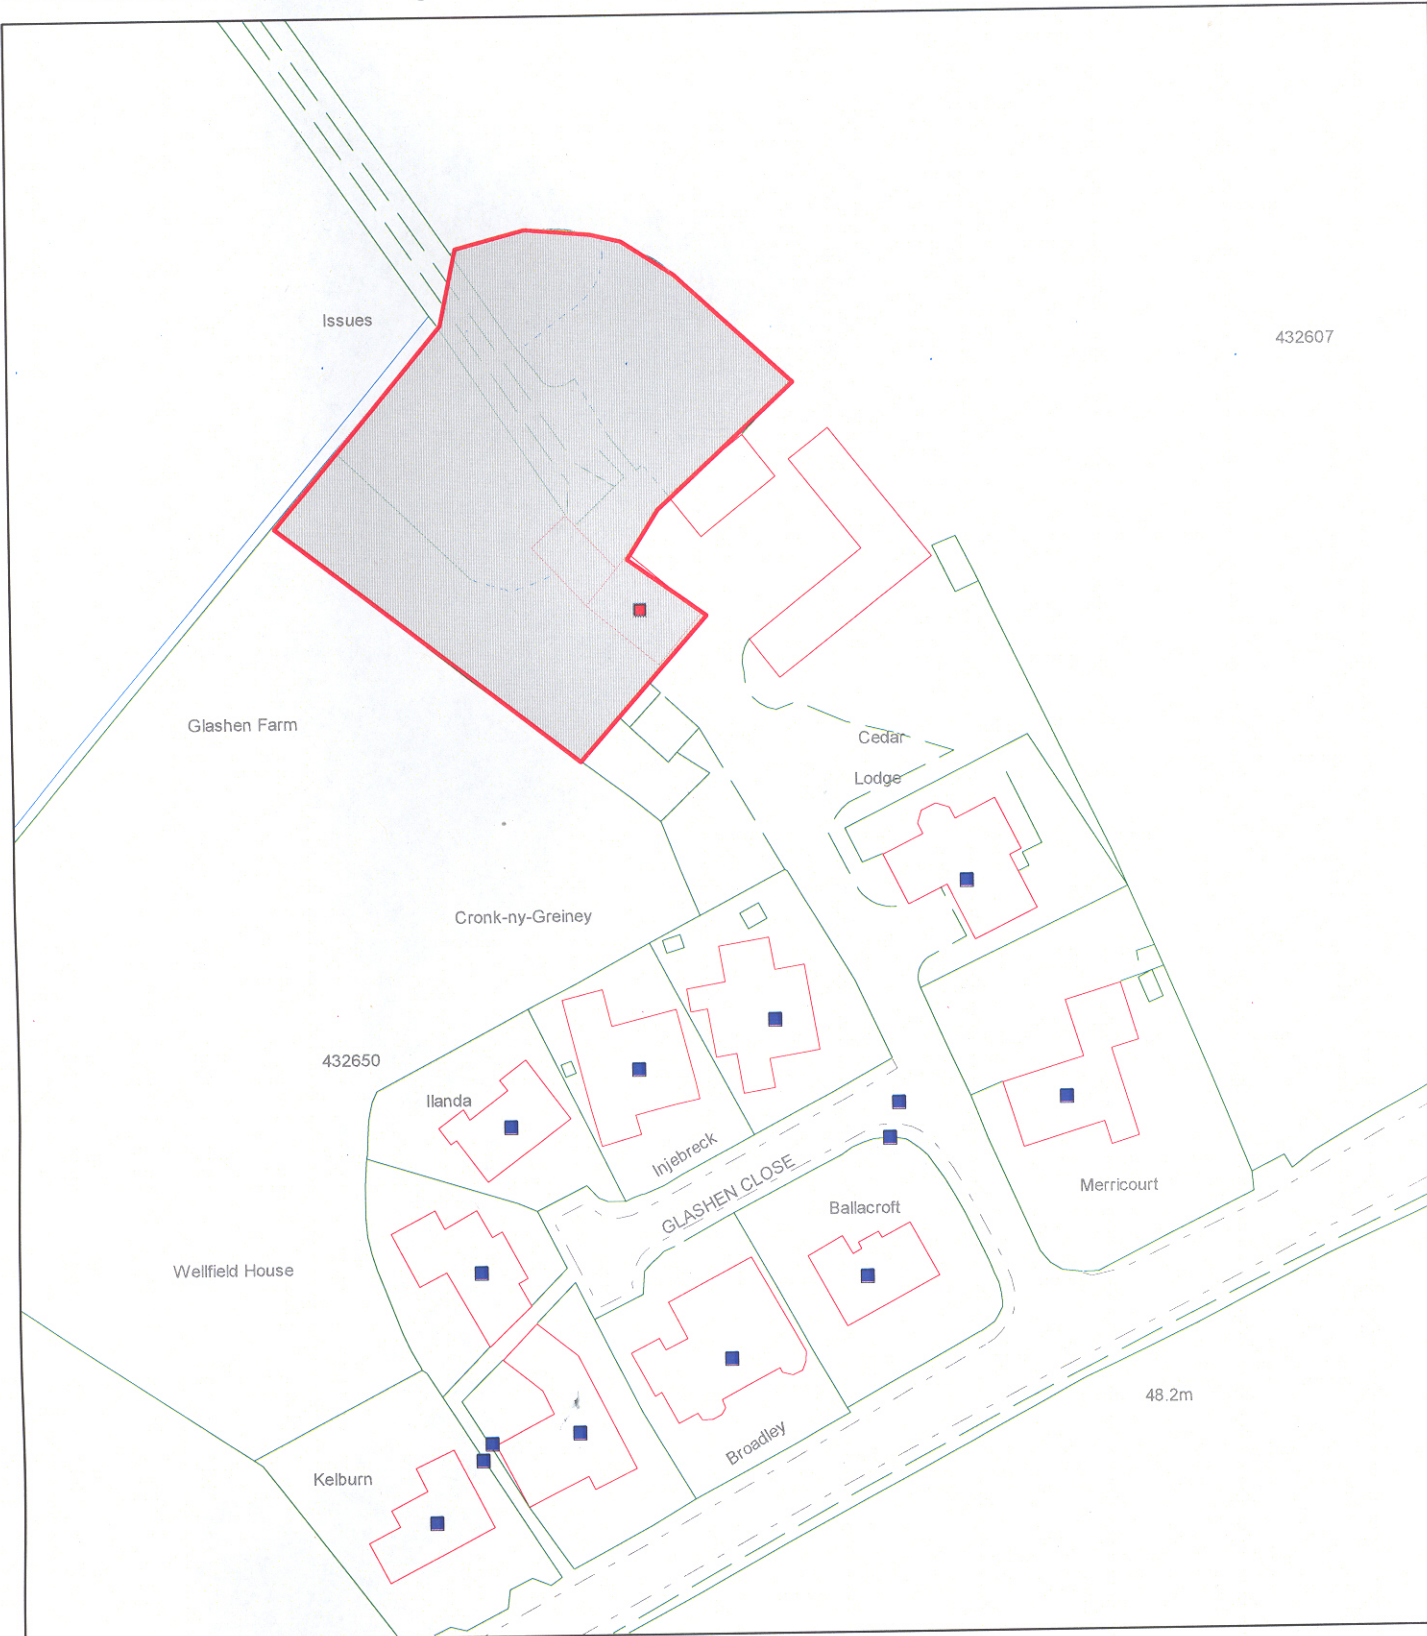 Issues
432607
Glashen Farm
Cedar
Lodge
Cronk-ny-Greiney
432650
Ilanda
Injebreck
GLASHEN CLOSE
Merricourt
Ballacroft
Wellfield House
48.2m
Broadley
Kelburn